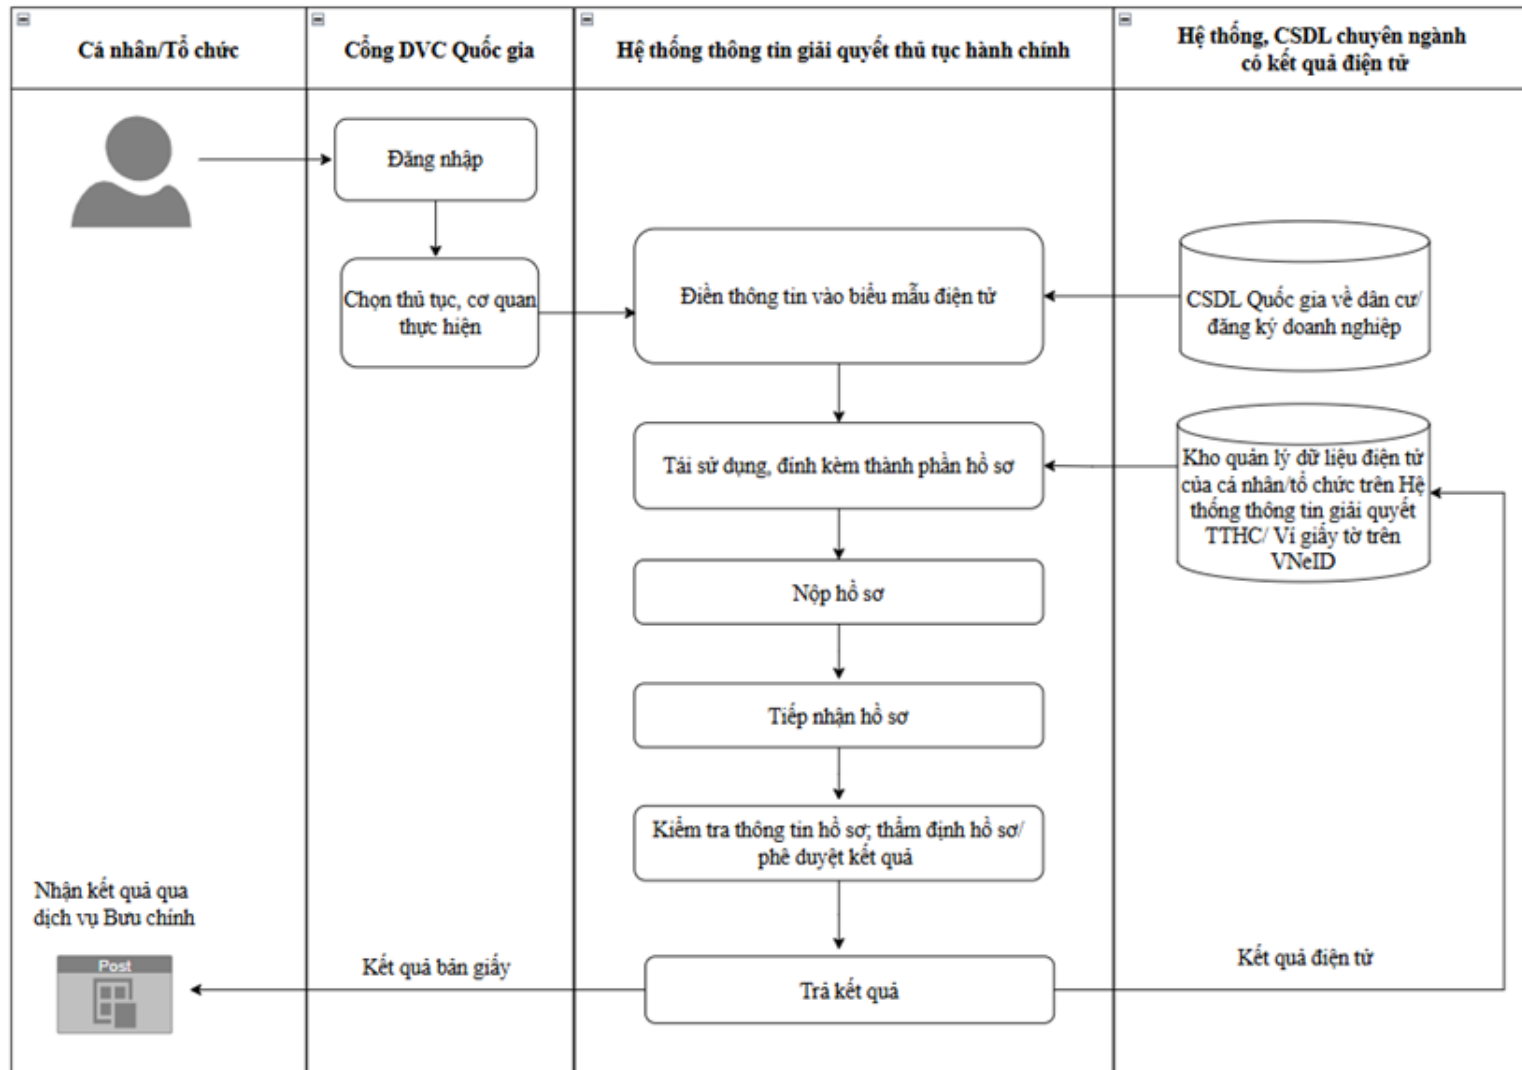 Cá nhân/Tổ chức
Cổng DVC Quốc gia
Hệ thống thông tin giải quyết thủ tục hành chính
Hệ thống, CSDL chuyên ngành
có kết quả điện tử
Đăng nhập
Chọn thủ tục, cơ quan
thực hiện
Điền thông tin vào biểu mẫu điện tử
CSDL Quốc gia về dân cư/
đăng ký doanh nghiệp
Tái sử dụng, đính kèm thành phần hồ sơ
Kho quản lý dữ liệu điện tử
của cá nhân/tổ chức trên Hệ
thống thông tin giải quyết
TTHC/ Ví giấy tờ trên
VNeID
Nộp hồ sơ
Tiếp nhận hồ sơ
Kiểm tra thông tin hồ sơ; thẩm định hồ sơ/
phê duyệt kết quả
Nhận kết quả qua
dịch vụ Bưu chính
Post
Kết quả bản giấy
Trả kết quả
Kết quả điện tử